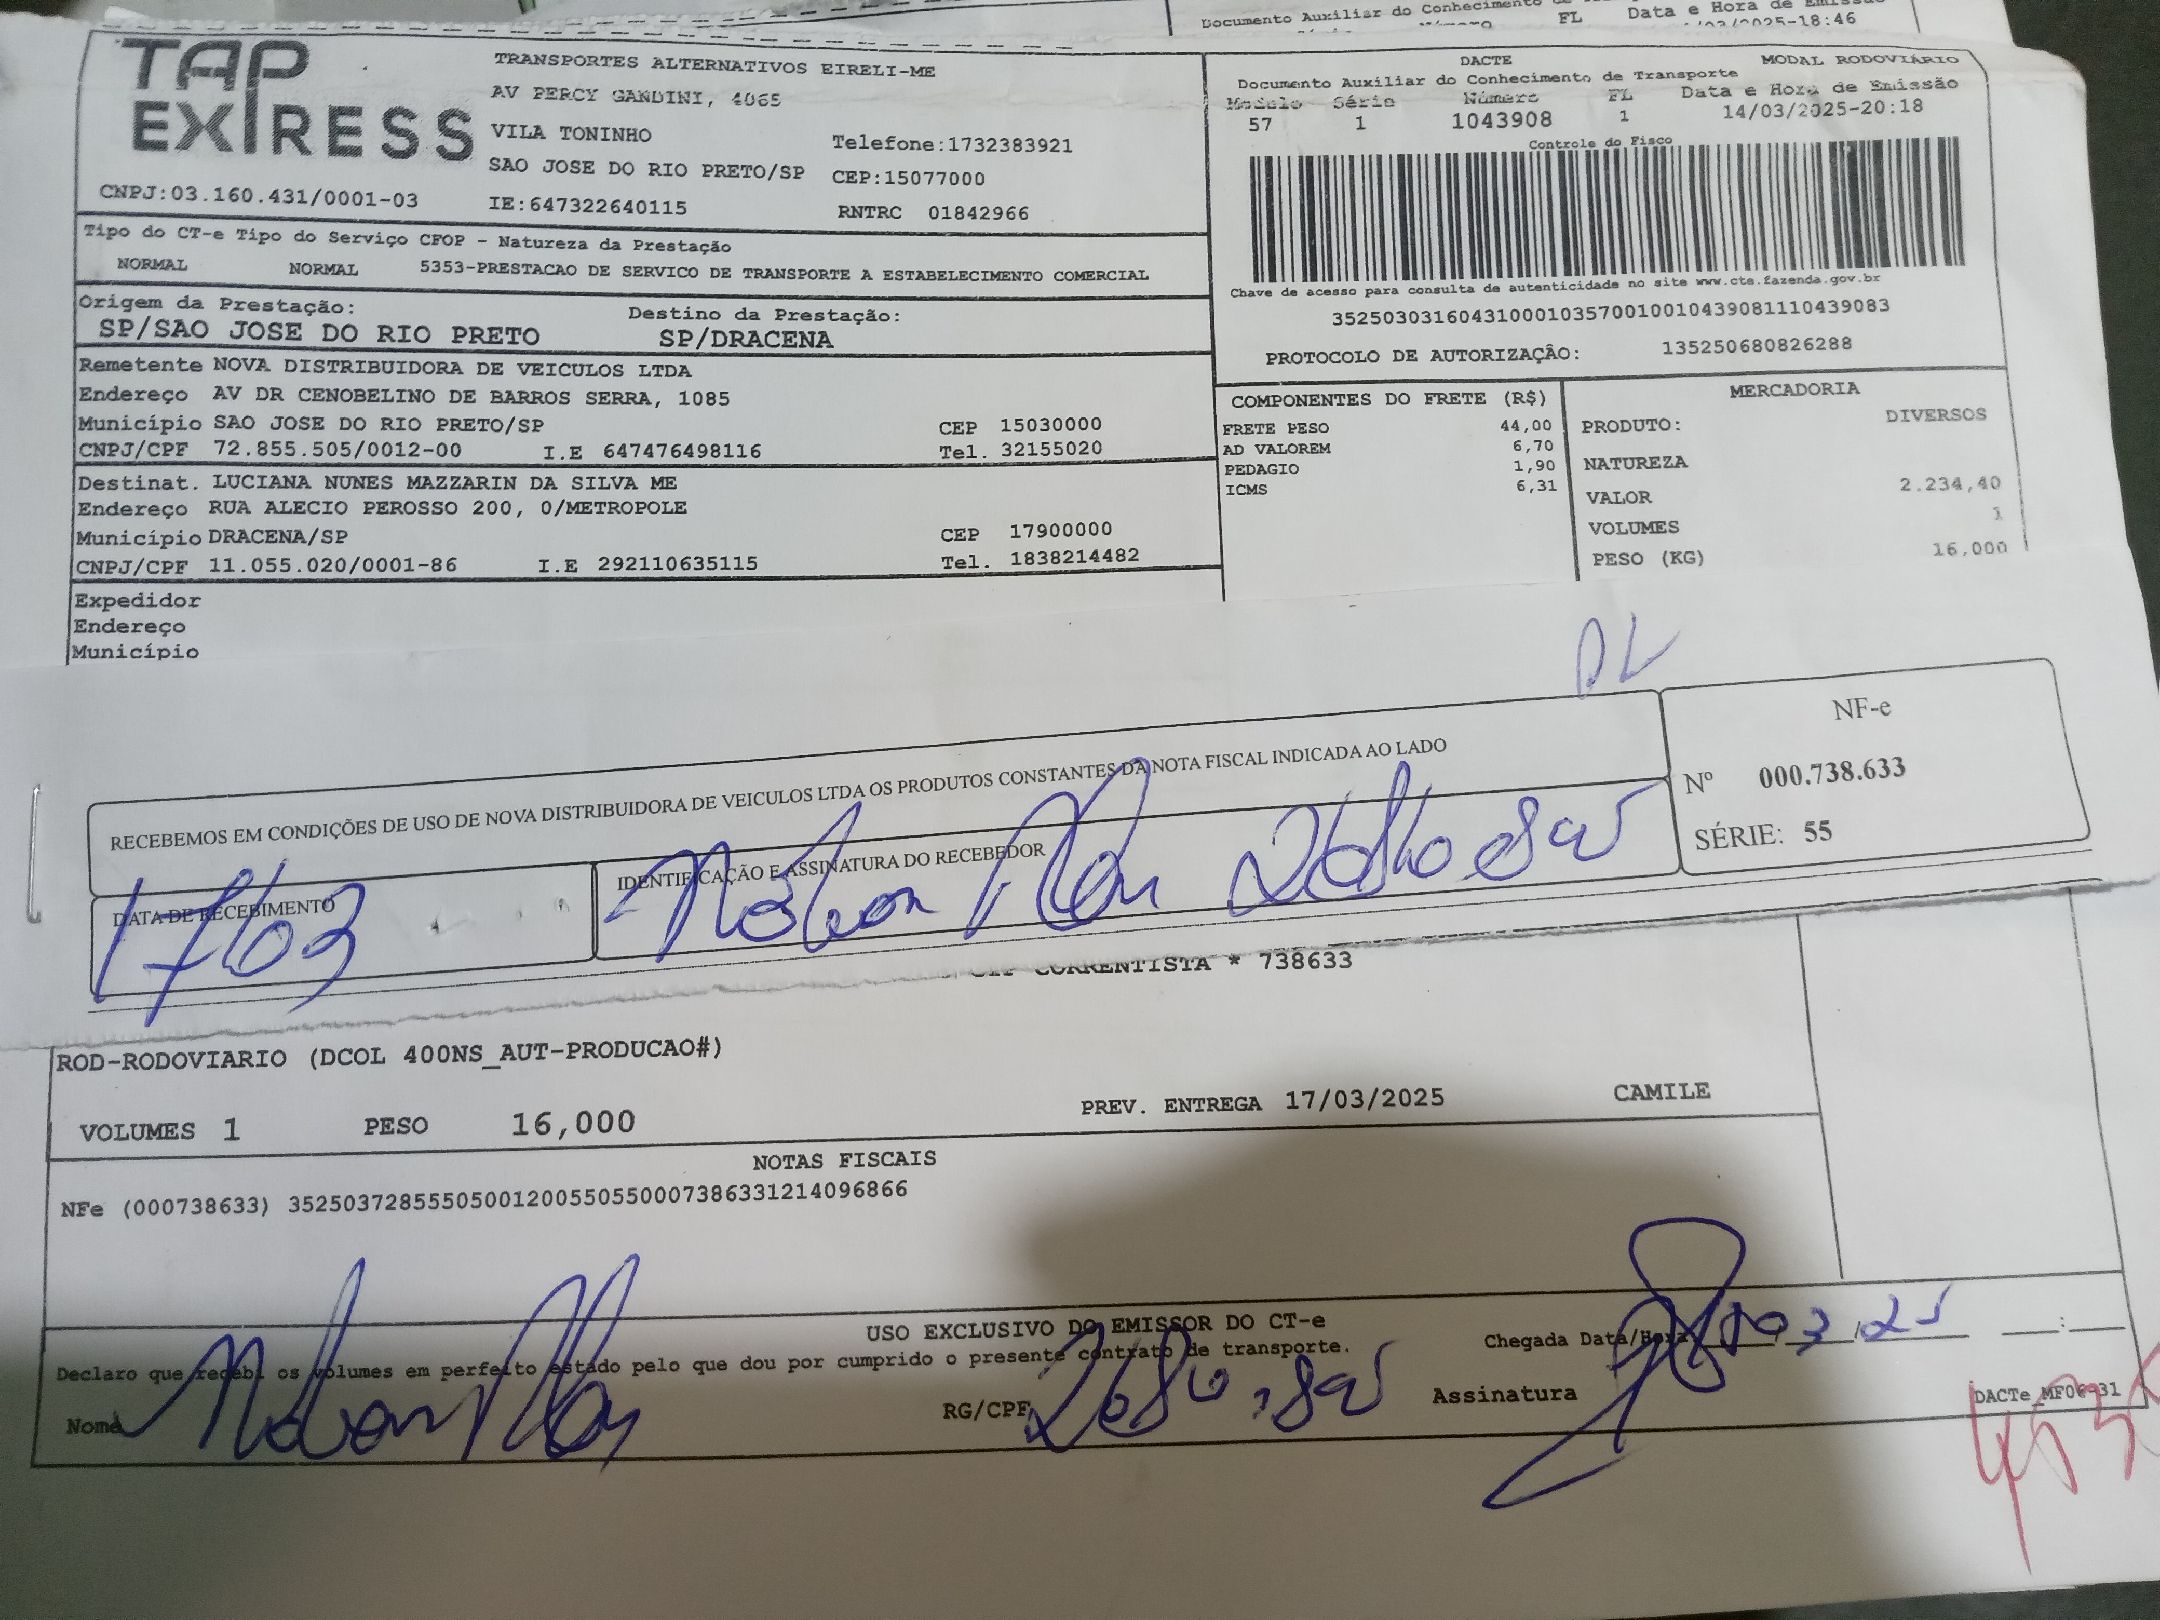 Documento Auxiliar do Conhecimento de
FL Data e Hora de Emissão
/03/2025-18:46
TAP EXPRESS
TRANSPORTES ALTERNATIVOS EIRELI-ME
AV PERCY GANDINI, 4065
VILA TONINHO Telefone:1732383921
SAO JOSE DO RIO PRETO/SP CEP:15077000
CNPJ:03.160.431/0001-03 IE:647322640115 RNTRC 01842966
DACTE MODAL RODOVIÁRIO
Documento Auxiliar do Conhecimento de Transporte
Modelo Série Número FL Data e Hora de Emissão
57 1 1043908 1 14/03/2025-20:18
Controle do Fisco
Chave de acesso para consulta de autenticidade no site www.cte.fazenda.gov.br
35250303160431000103570010010439081110439083
PROTOCOLO DE AUTORIZAÇÃO: 135250680826288
Tipo do CT-e Tipo do Serviço CFOP - Natureza da Prestação
NORMAL NORMAL 5353-PRESTACAO DE SERVICO DE TRANSPORTE A ESTABELECIMENTO COMERCIAL
Origem da Prestação: Destino da Prestação:
SP/SAO JOSE DO RIO PRETO SP/DRACENA
Remetente NOVA DISTRIBUIDORA DE VEICULOS LTDA
Endereço AV DR CENOBELINO DE BARROS SERRA, 1085
Município SAO JOSE DO RIO PRETO/SP CEP 15030000
CNPJ/CPF 72.855.505/0012-00 I.E 647476498116 Tel. 32155020
Destinat. LUCIANA NUNES MAZZARIN DA SILVA ME
Endereço RUA ALECIO PEROSSO 200, 0/METROPOLE
Município DRACENA/SP CEP 17900000
CNPJ/CPF 11.055.020/0001-86 I.E 292110635115 Tel. 1838214482
Expedidor
Endereço
Município
COMPONENTES DO FRETE (R$)
FRETE PESO 44,00
AD VALOREM 6,70
PEDAGIO 1,90
ICMS 6,31
MERCADORIA
PRODUTO: DIVERSOS
NATUREZA
VALOR 2.234,40
VOLUMES 1
PESO (KG) 16,000
RECEBEMOS EM CONDIÇÕES DE USO DE NOVA DISTRIBUIDORA DE VEICULOS LTDA OS PRODUTOS CONSTANTES DA NOTA FISCAL INDICADA AO LADO
DATA DE RECEBIMENTO IDENTIFICAÇÃO E ASSINATURA DO RECEBEDOR
17/03
NF-e
Nº 000.738.633
SÉRIE: 55
CORRENTISTA * 738633
ROD-RODOVIARIO (DCOL 400NS_AUT-PRODUCAO#)
VOLUMES 1 PESO 16,000 PREV. ENTREGA 17/03/2025 CAMILE
NOTAS FISCAIS
NFe (000738633) 35250372855505001200550550007386331214096866
USO EXCLUSIVO DO EMISSOR DO CT-e
Declaro que recebi os volumes em perfeito estado pelo que dou por cumprido o presente contrato de transporte.
Chegada Data/Hora
Nome RG/CPF Assinatura
DACTe_MF06-31